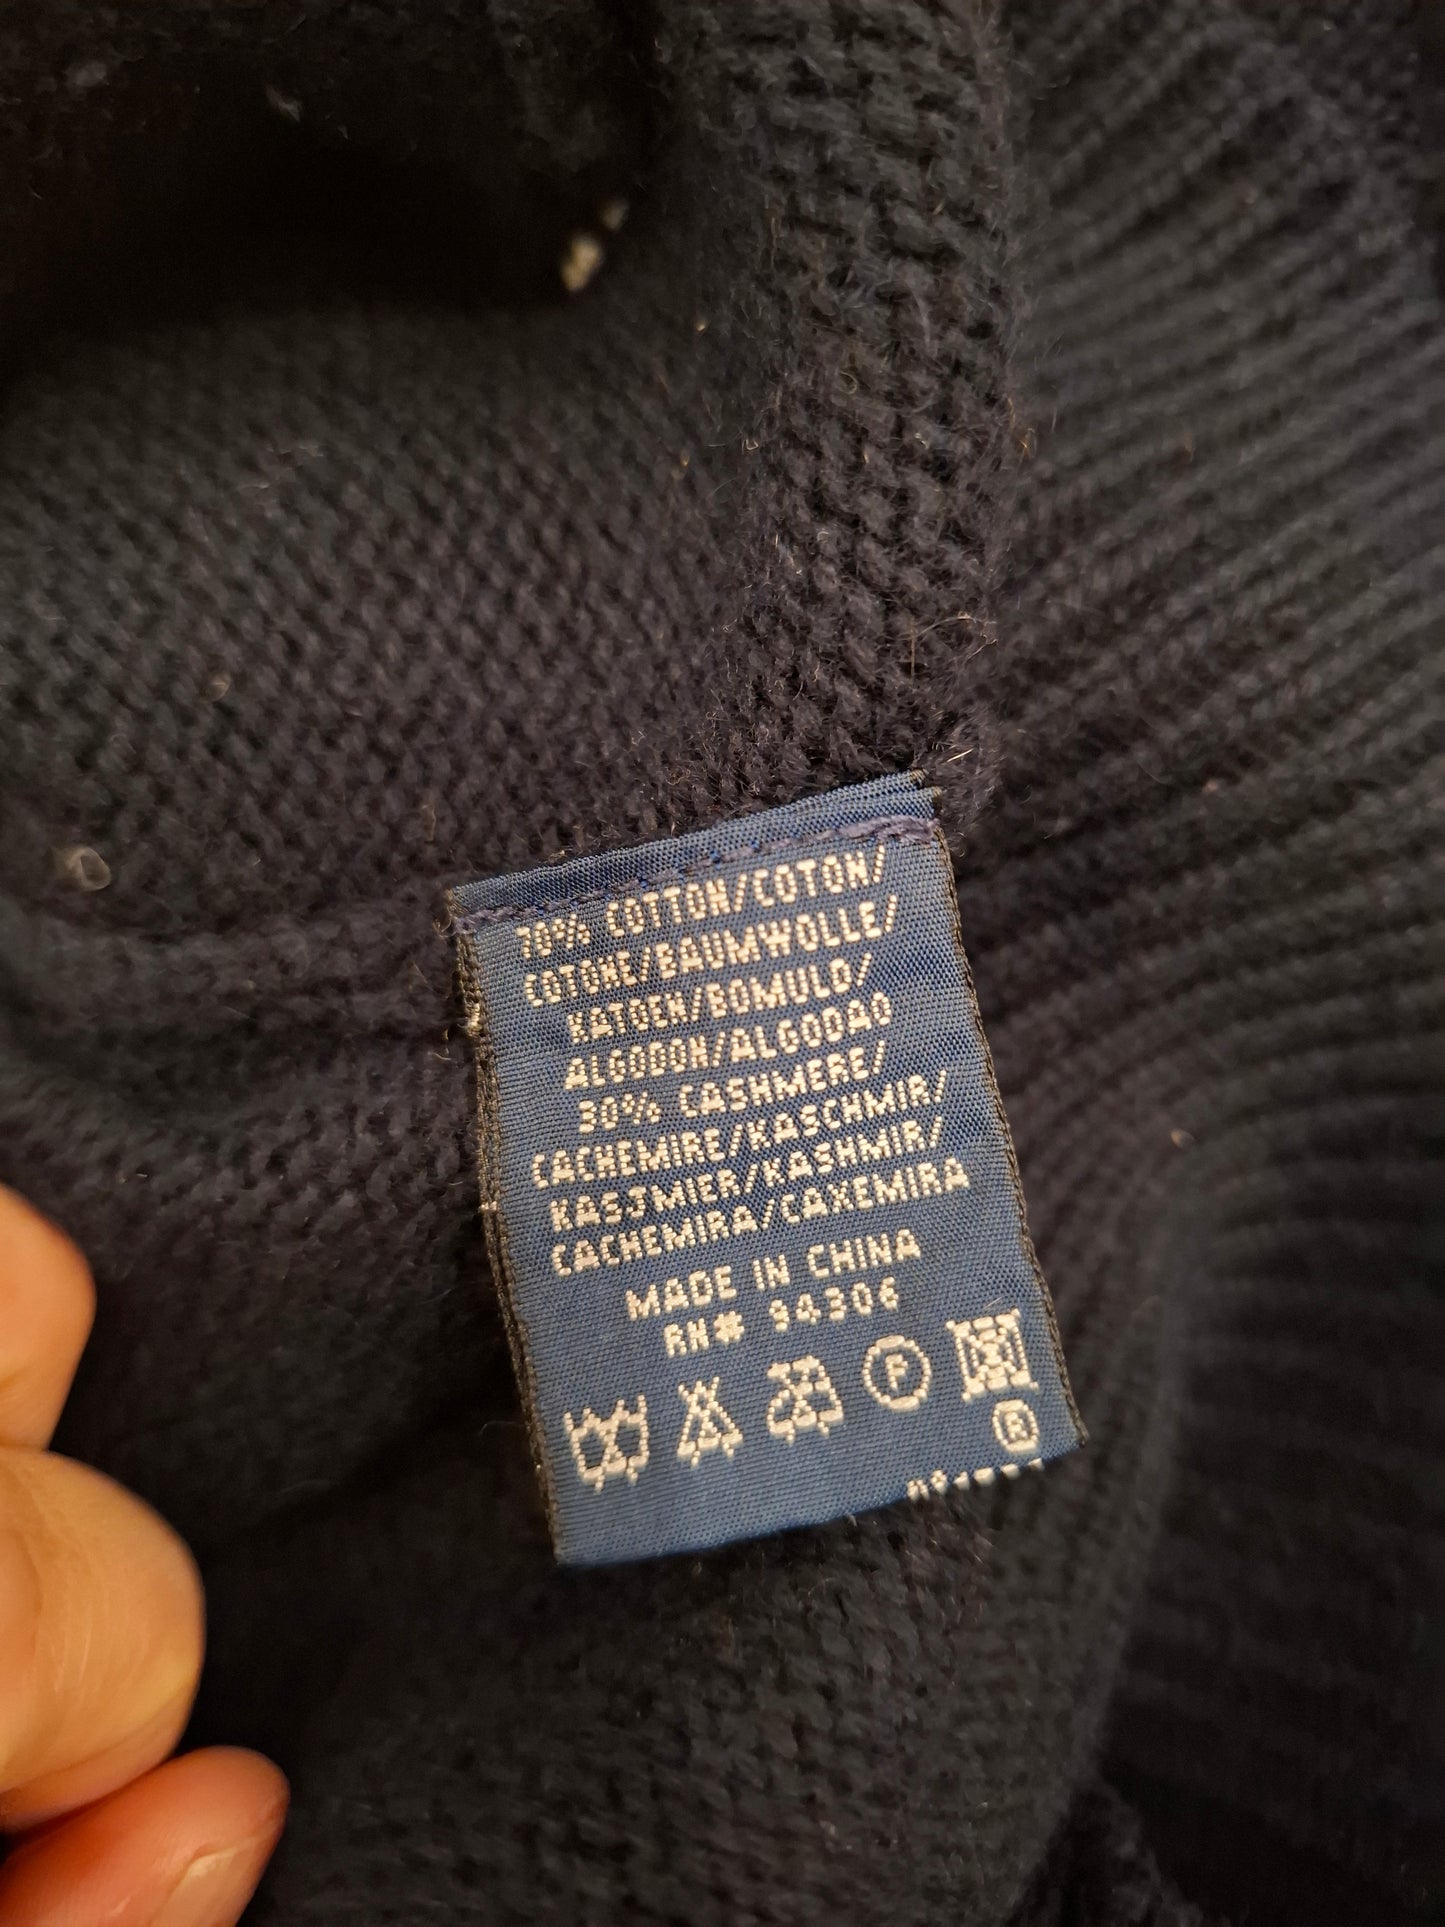 70% COTTON/COTON/
COTONE/BAUMWOLLE/
KATOEN/BOMULD/
ALGODON/ALGODAO
30% CASHMERE/
CACHEMIRE/KASCHMIR/
KASJMIER/KASHMIR/
CACHEMIRA/CAXEMIRA
MADE IN CHINA
RN# 94306
P
R